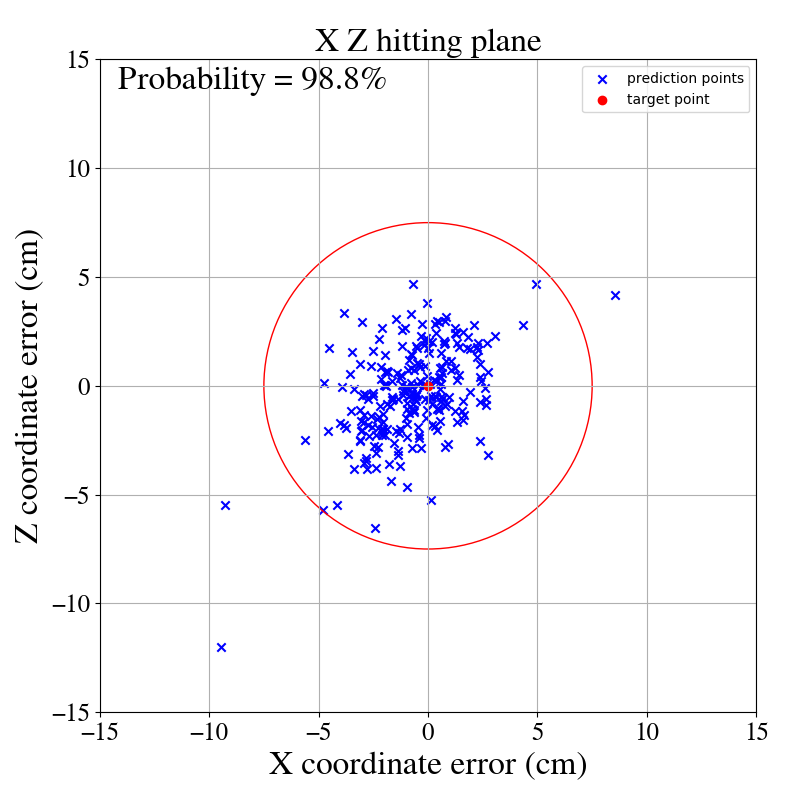 X Z hitting plane
Probability = 98.8%
prediction points
target point
Z coordinate error (cm)
15
10
5
0
−5
−10
−15
−15
−10
−5
0
5
10
15
X coordinate error (cm)